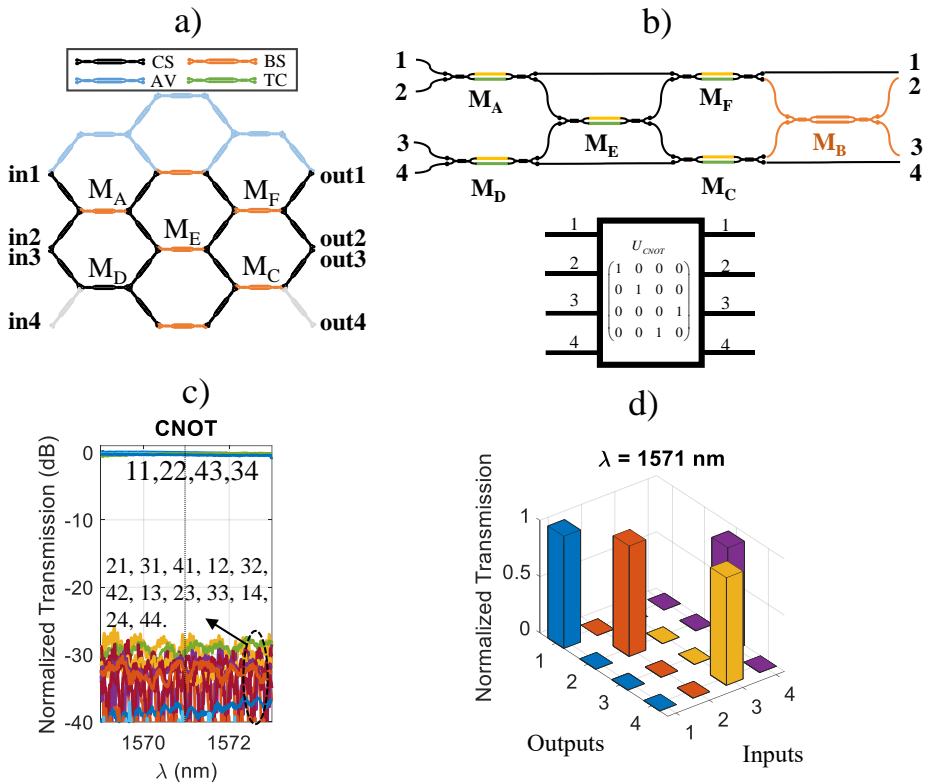 a)
CS BS
AV TC
in1 out1
M_A M_F
M_E
in2 out2
in3 out3
M_D M_C
in4 out4
b)
1 1
2 2
M_A M_F
M_E M_B
3 3
4 4
M_D M_C
1 1
2 2
3 3
4 4
U_CNOT
1 0 0 0
0 1 0 0
0 0 0 1
0 0 1 0
c)
CNOT
Normalized Transmission (dB)
0
-10
-20
-30
-40
11,22,43,34
21, 31, 41, 12, 32,
42, 13, 23, 33, 14,
24, 44.
1570 1572
λ (nm)
d)
λ = 1571 nm
Normalized Transmission
1
0.5
0
1
2
3
4
Outputs
1
2
3
4
Inputs